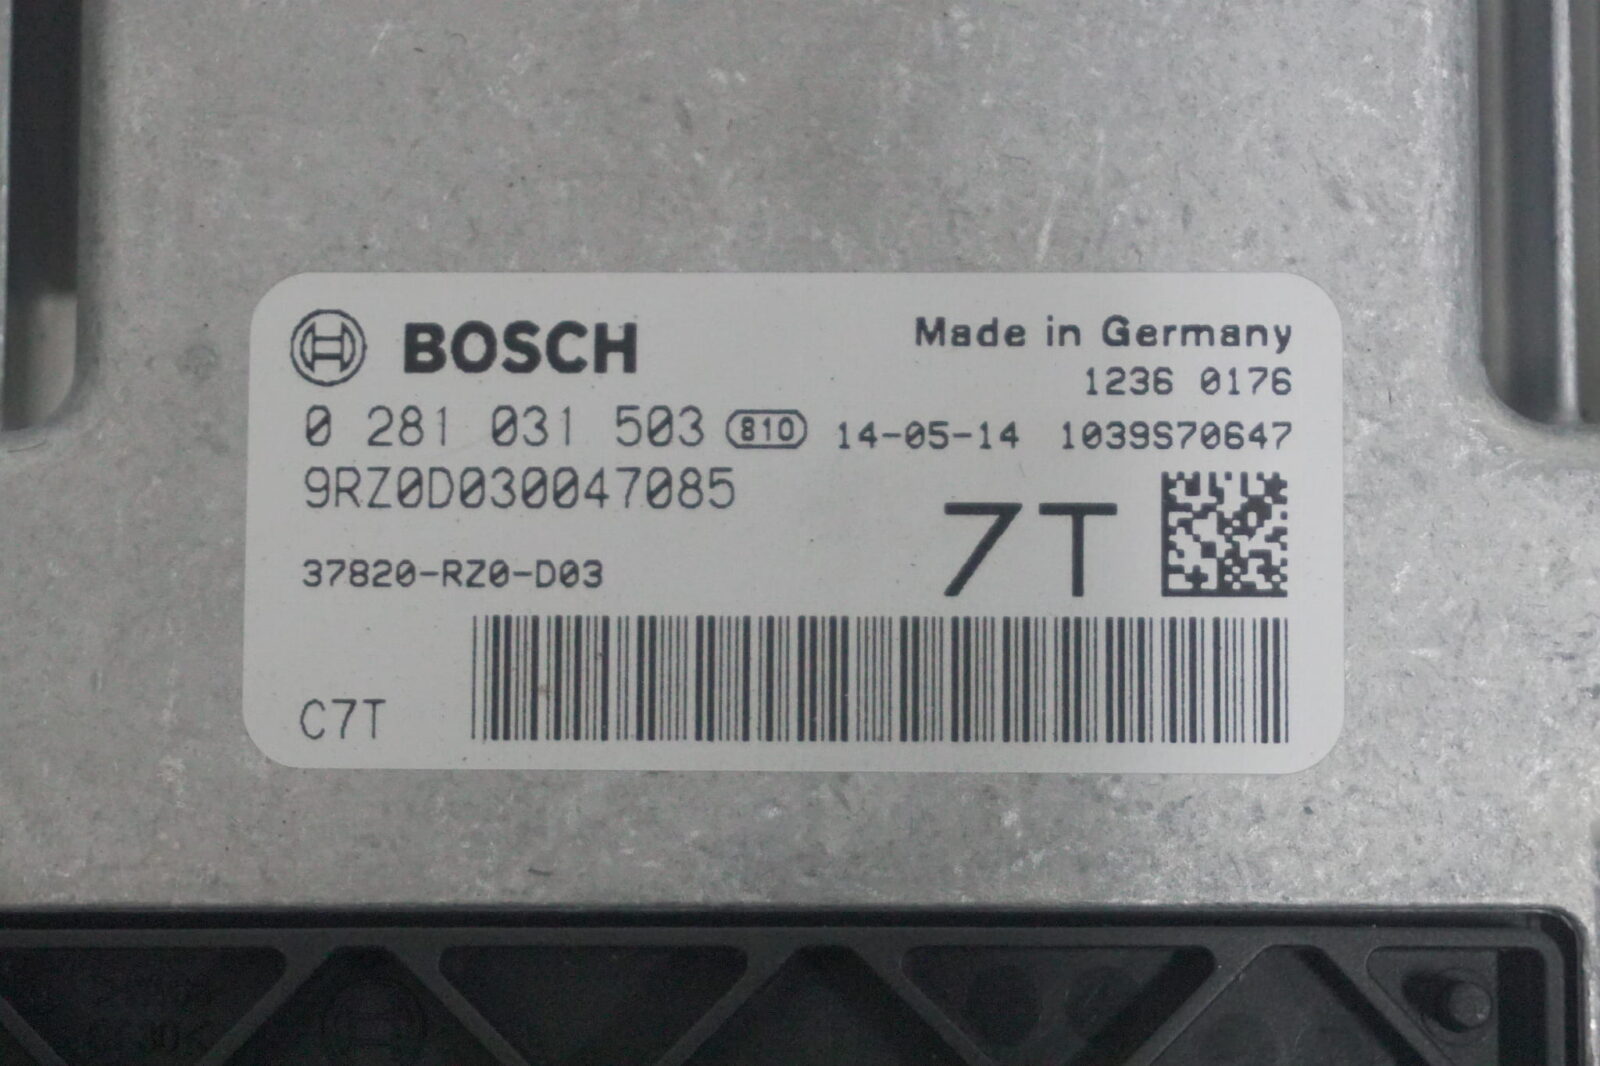 BOSCH Made in Germany
1236 0176
0 281 031 503 810 14-05-14 1039S70647
9RZ0D030047085
7T
37820-RZ0-D03
C7T